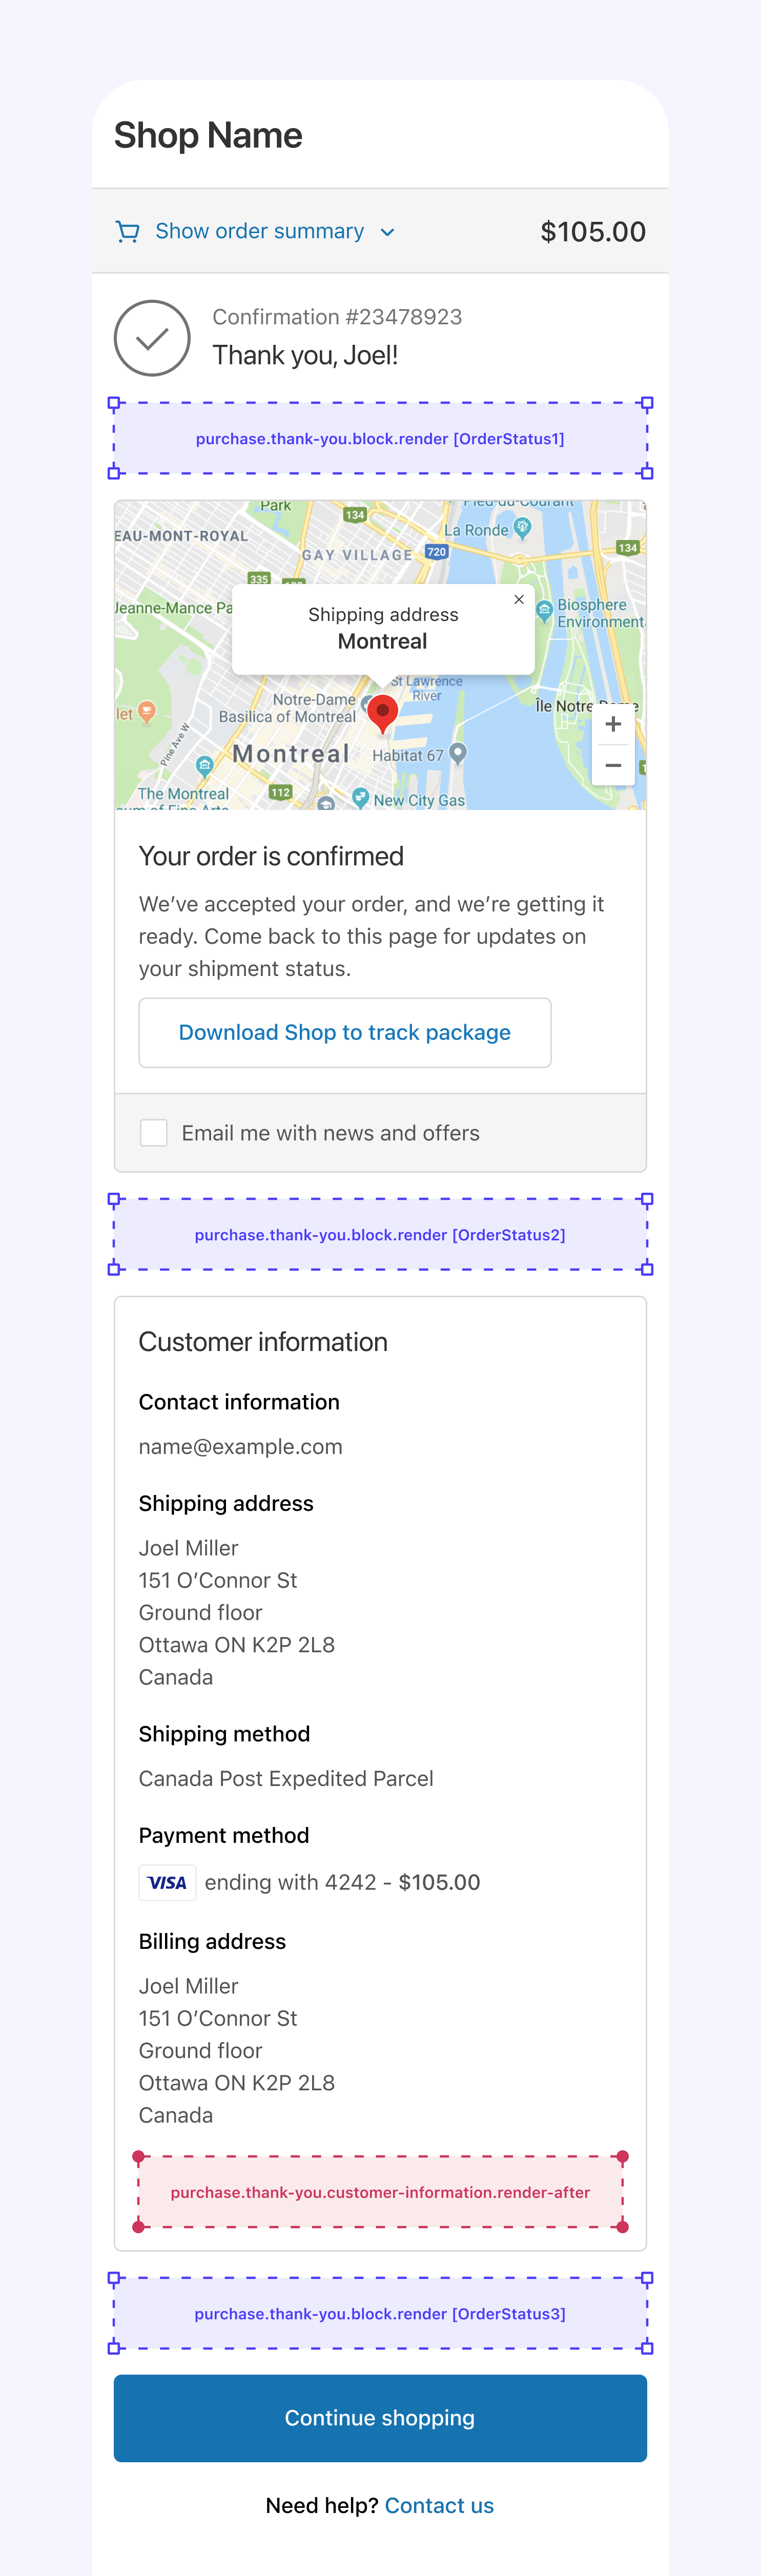 Shop Name
Show order summary
$105.00
Confirmation #23478923
Thank you, Joel!
purchase.thank-you.block.render [OrderStatus1]
Park
134
La Ronde
EAU-MONT-ROYAL
GAY VILLAGE
720
134
335
Jeanne-Mance Pa
Shipping address
Montreal
Biosphere
Environment
St Lawrence
River
Notre-Dame
Basilica of Montreal
Île Notre-Dame
let
Pine Ave W
Montreal
Habitat 67
The Montreal
112
New City Gas
Your order is confirmed
We’ve accepted your order, and we’re getting it
ready. Come back to this page for updates on
your shipment status.
Download Shop to track package
Email me with news and offers
purchase.thank-you.block.render [OrderStatus2]
Customer information
Contact information
name@example.com
Shipping address
Joel Miller
151 O’Connor St
Ground floor
Ottawa ON K2P 2L8
Canada
Shipping method
Canada Post Expedited Parcel
Payment method
VISA ending with 4242 - $105.00
Billing address
Joel Miller
151 O’Connor St
Ground floor
Ottawa ON K2P 2L8
Canada
purchase.thank-you.customer-information.render-after
purchase.thank-you.block.render [OrderStatus3]
Continue shopping
Need help? Contact us